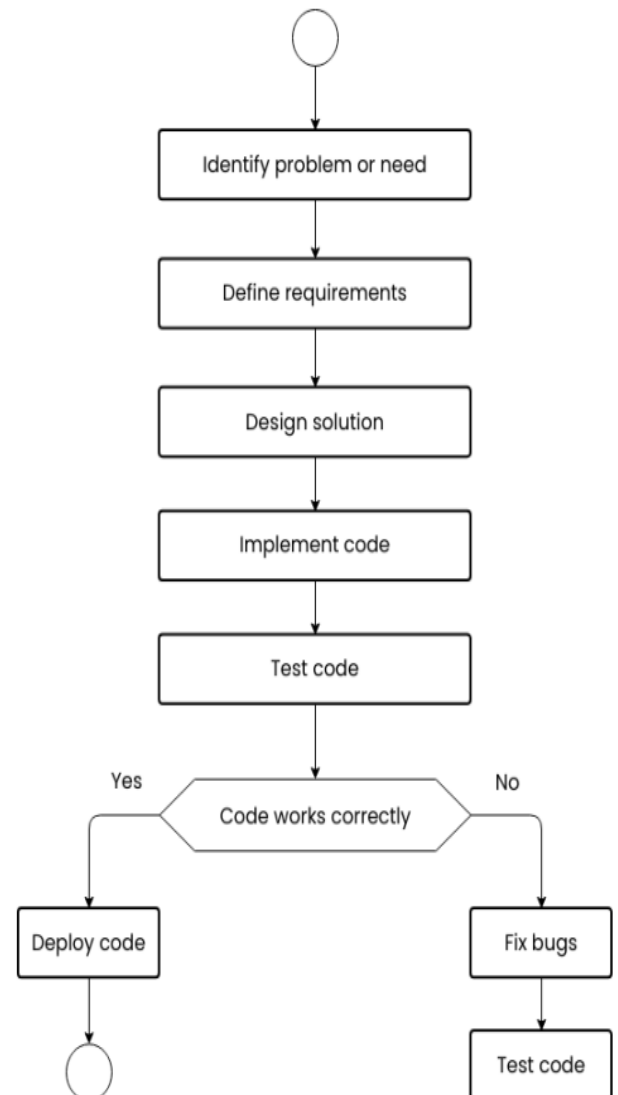 Identify problem or need
Define requirements
Design solution
Implement code
Test code
Code works correctly
Yes
No
Deploy code
Fix bugs
Test code